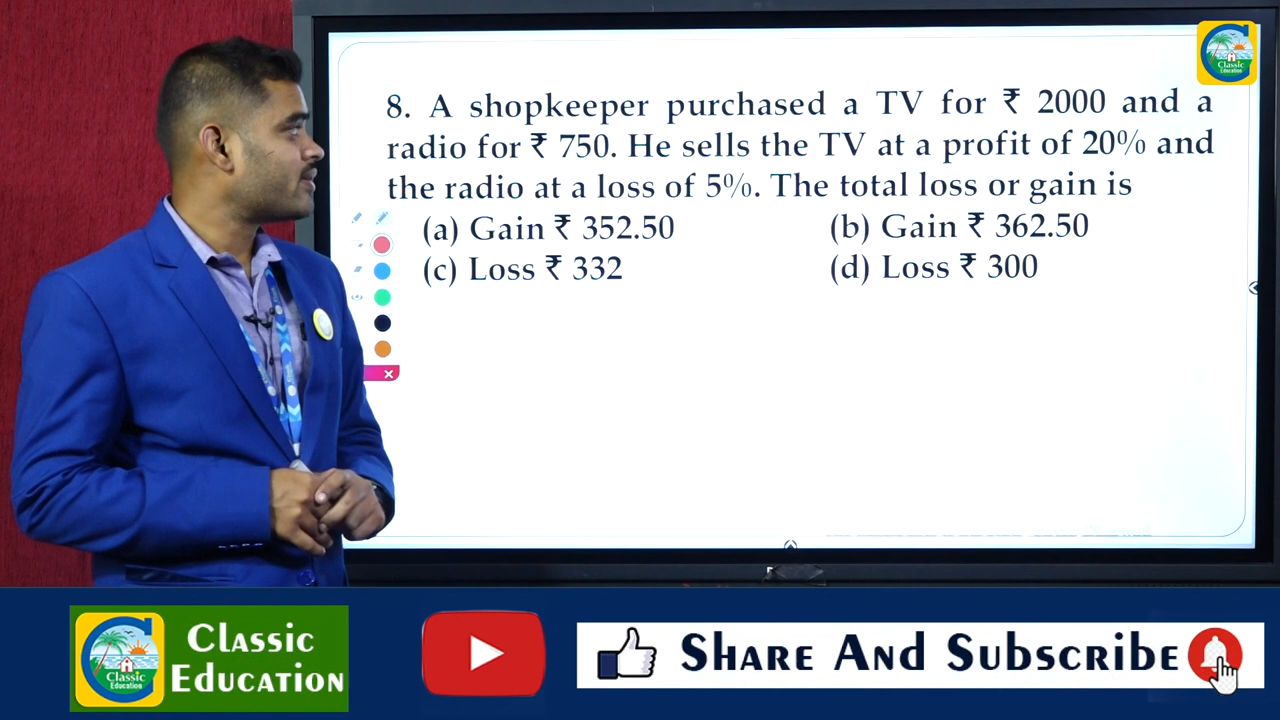 8. A shopkeeper purchased a TV for ₹ 2000 and a
radio for ₹ 750. He sells the TV at a profit of 20% and
the radio at a loss of 5%. The total loss or gain is
(a) Gain ₹ 352.50 (b) Gain ₹ 362.50
(c) Loss ₹ 332 (d) Loss ₹ 300
Classic
Education
Classic
Education
Classic
Education
Share And Subscribe